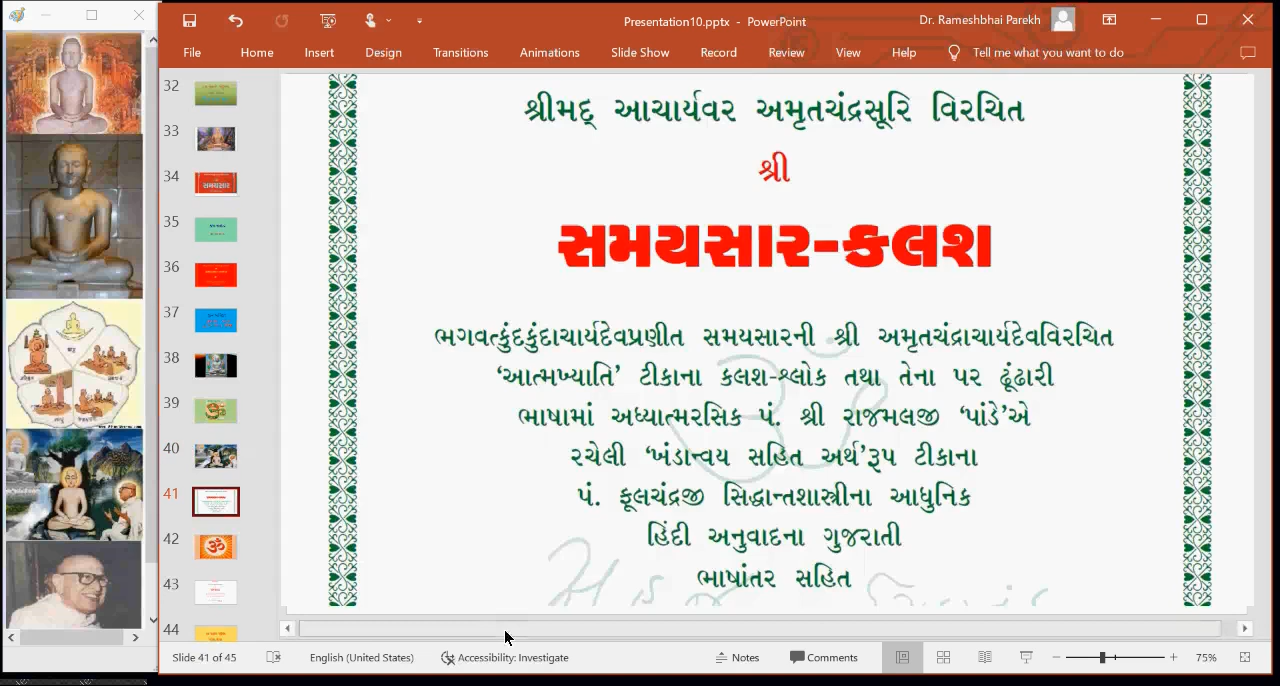 Presentation10.pptx - PowerPoint
Dr. Rameshbhai Parekh
File Home Insert Design Transitions Animations Slide Show Record Review View Help Tell me what you want to do
32
33
34
સમયસાર
35
36
37
38
39
40
41
42
43
44
શ્રીમદ્ આચાર્યવર અમૃતચંદ્રસૂરિ વિરચિત
શ્રી
સમયસાર-કલશ
ભગવત્કુંદકુંદાચાર્યદેવપ્રણીત સમયસારની શ્રી અમૃતચંદ્રાચાર્યદેવવિરચિત
‘આત્મખ્યાતિ’ ટીકાના કલશ-શ્લોક તથા તેના પર ઢૂંઢારી
ભાષામાં અધ્યાત્મરસિક પં. શ્રી રાજમલજી ‘પાંડે’એ
રચેલી ‘ખંડાન્વય સહિત અર્થ’રૂપ ટીકાના
પં. ફૂલચંદ્રજી સિદ્ધાન્તશાસ્ત્રીના આધુનિક
હિંદી અનુવાદના ગુજરાતી
ભાષાંતર સહિત
Slide 41 of 45 English (United States) Accessibility: Investigate Notes Comments 75%